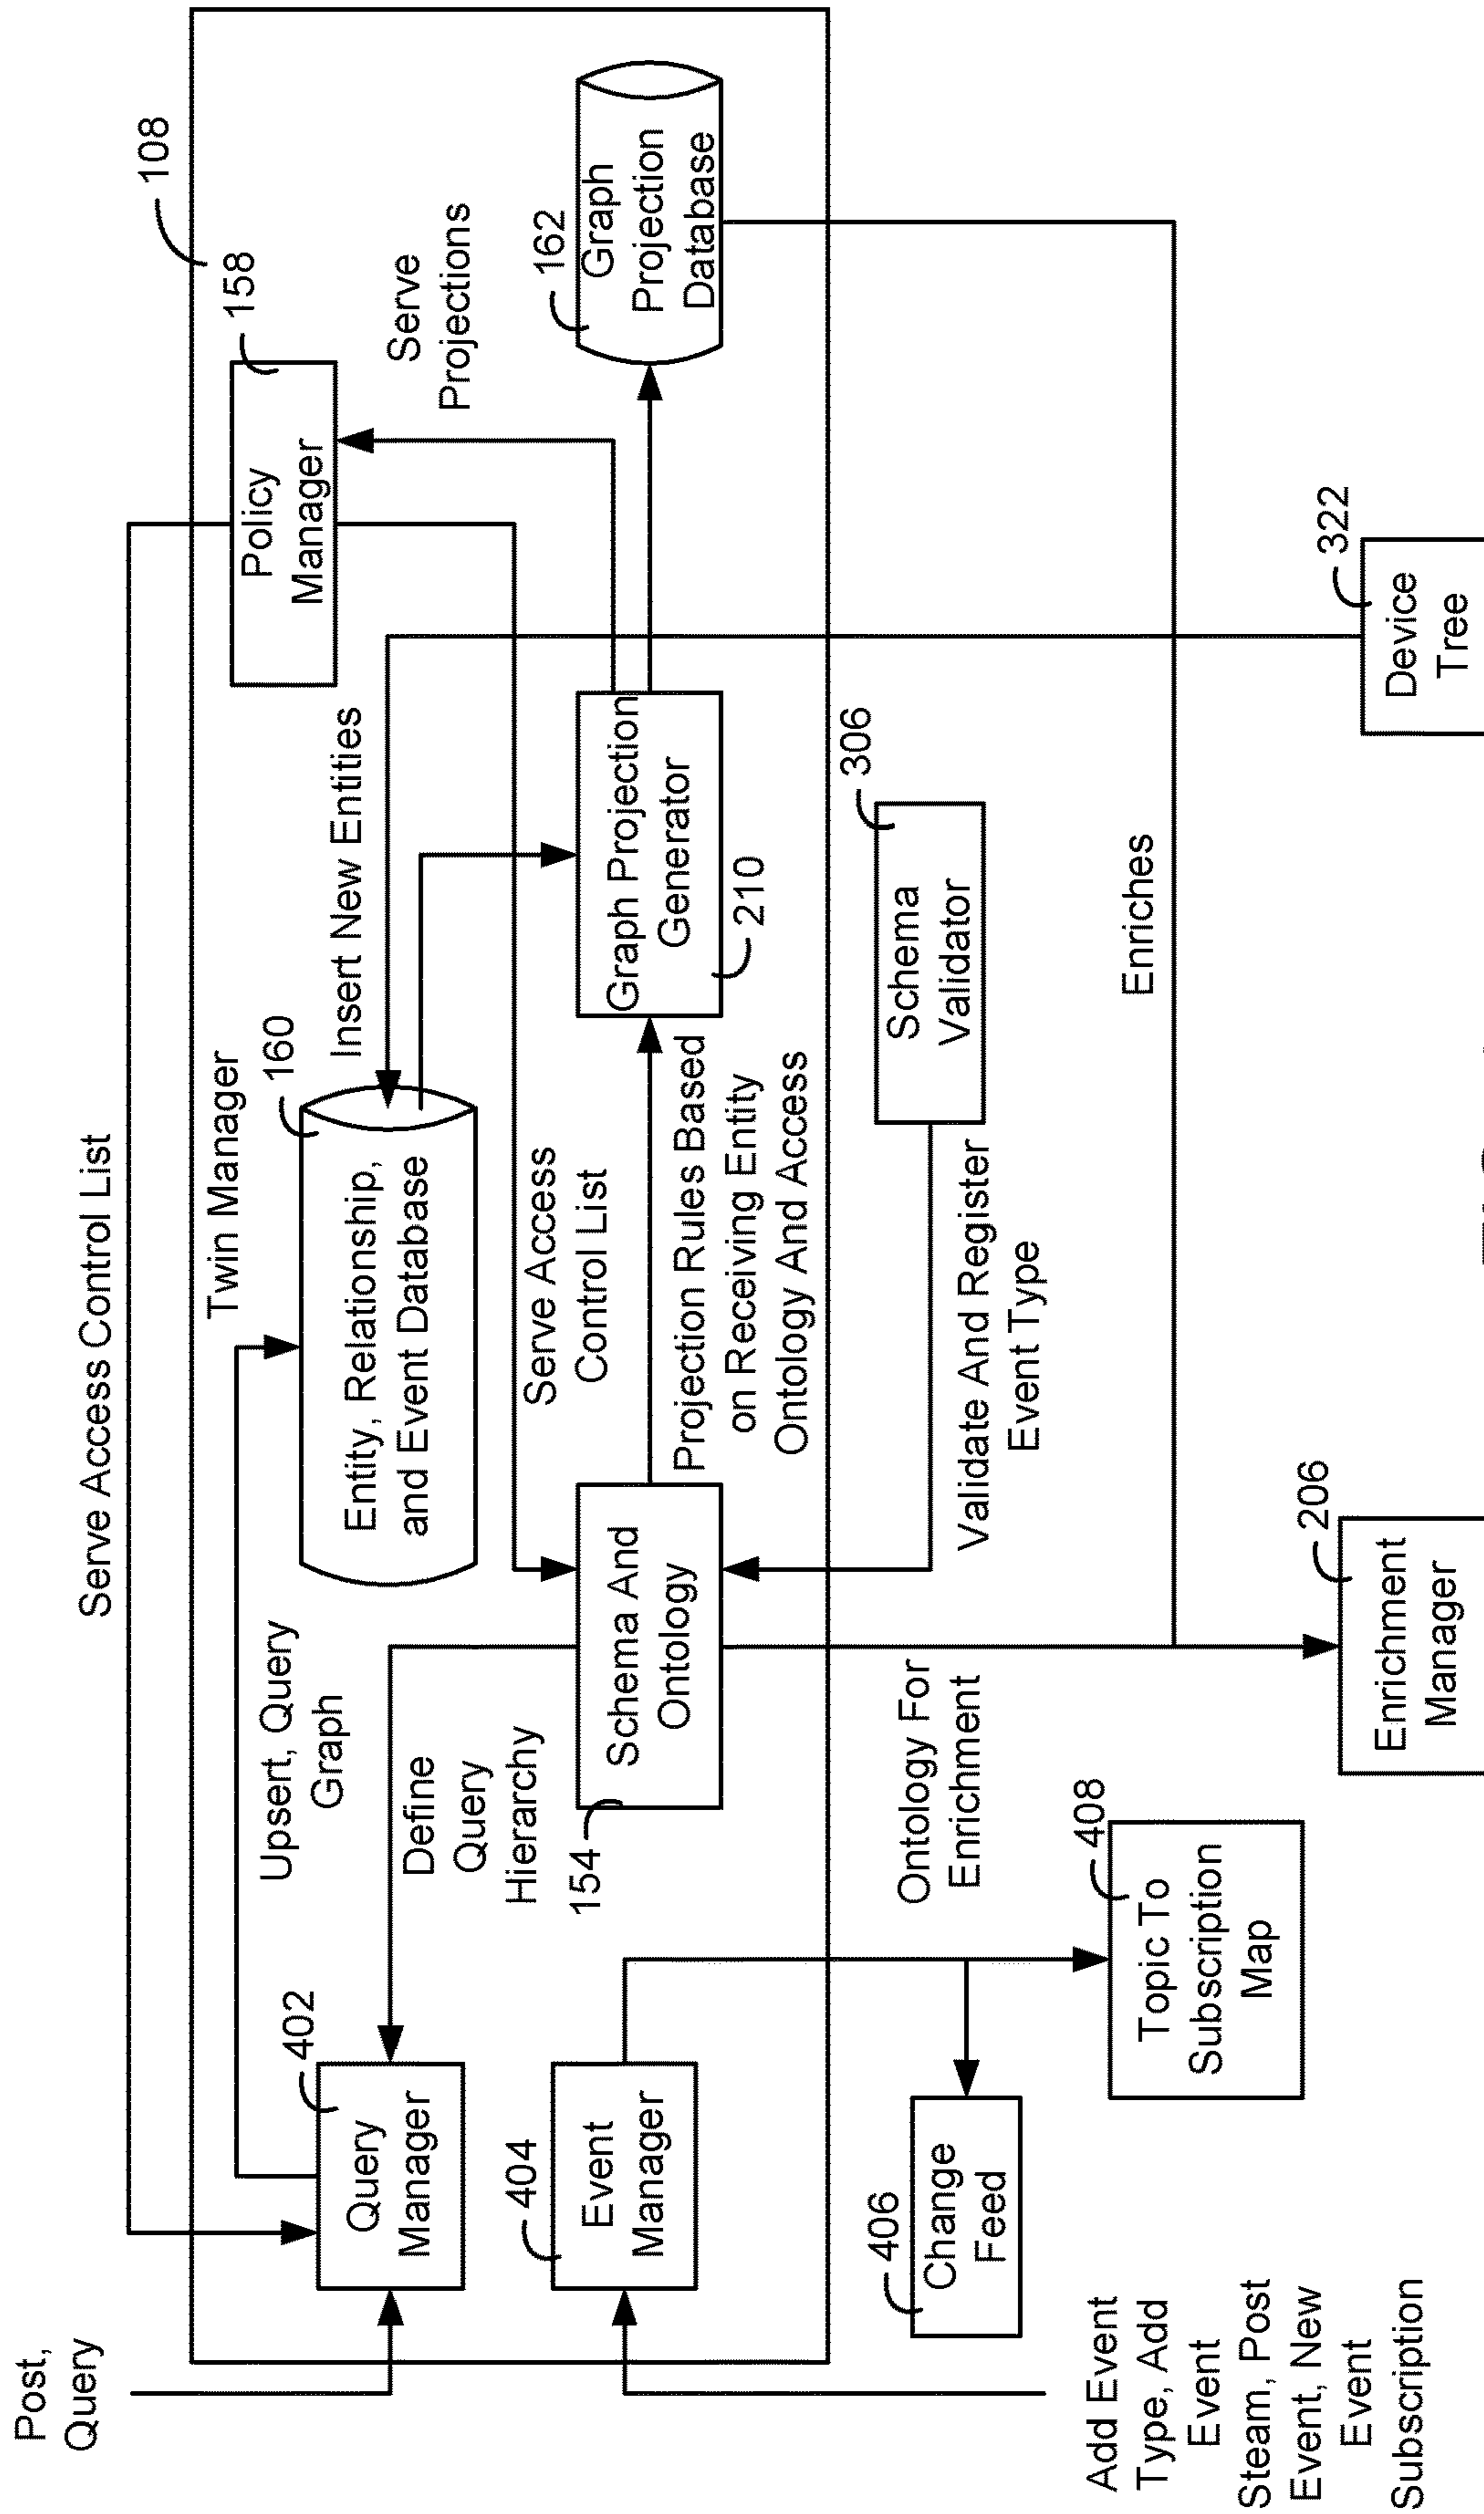 Post,
Query
Serve Access Control List
108
Twin Manager
Upsert, Query
Graph
402
Query
Manager
Define
Query
Hierarchy
160
Entity, Relationship,
and Event Database
Insert New Entities
158
Policy
Manager
Serve
Projections
404
Event
Manager
154
Schema And
Ontology
Serve Access
Control List
Projection Rules Based
on Receiving Entity
Ontology And Access
Graph Projection
Generator
210
162
Graph
Projection
Database
306
Schema
Validator
Validate And Register
Event Type
Ontology For
Enrichment
Enriches
406
Change
Feed
408
Topic To
Subscription
Map
206
Enrichment
Manager
322
Device
Tree
Add Event
Type, Add
Event
Steam, Post
Event, New
Event
Subscription